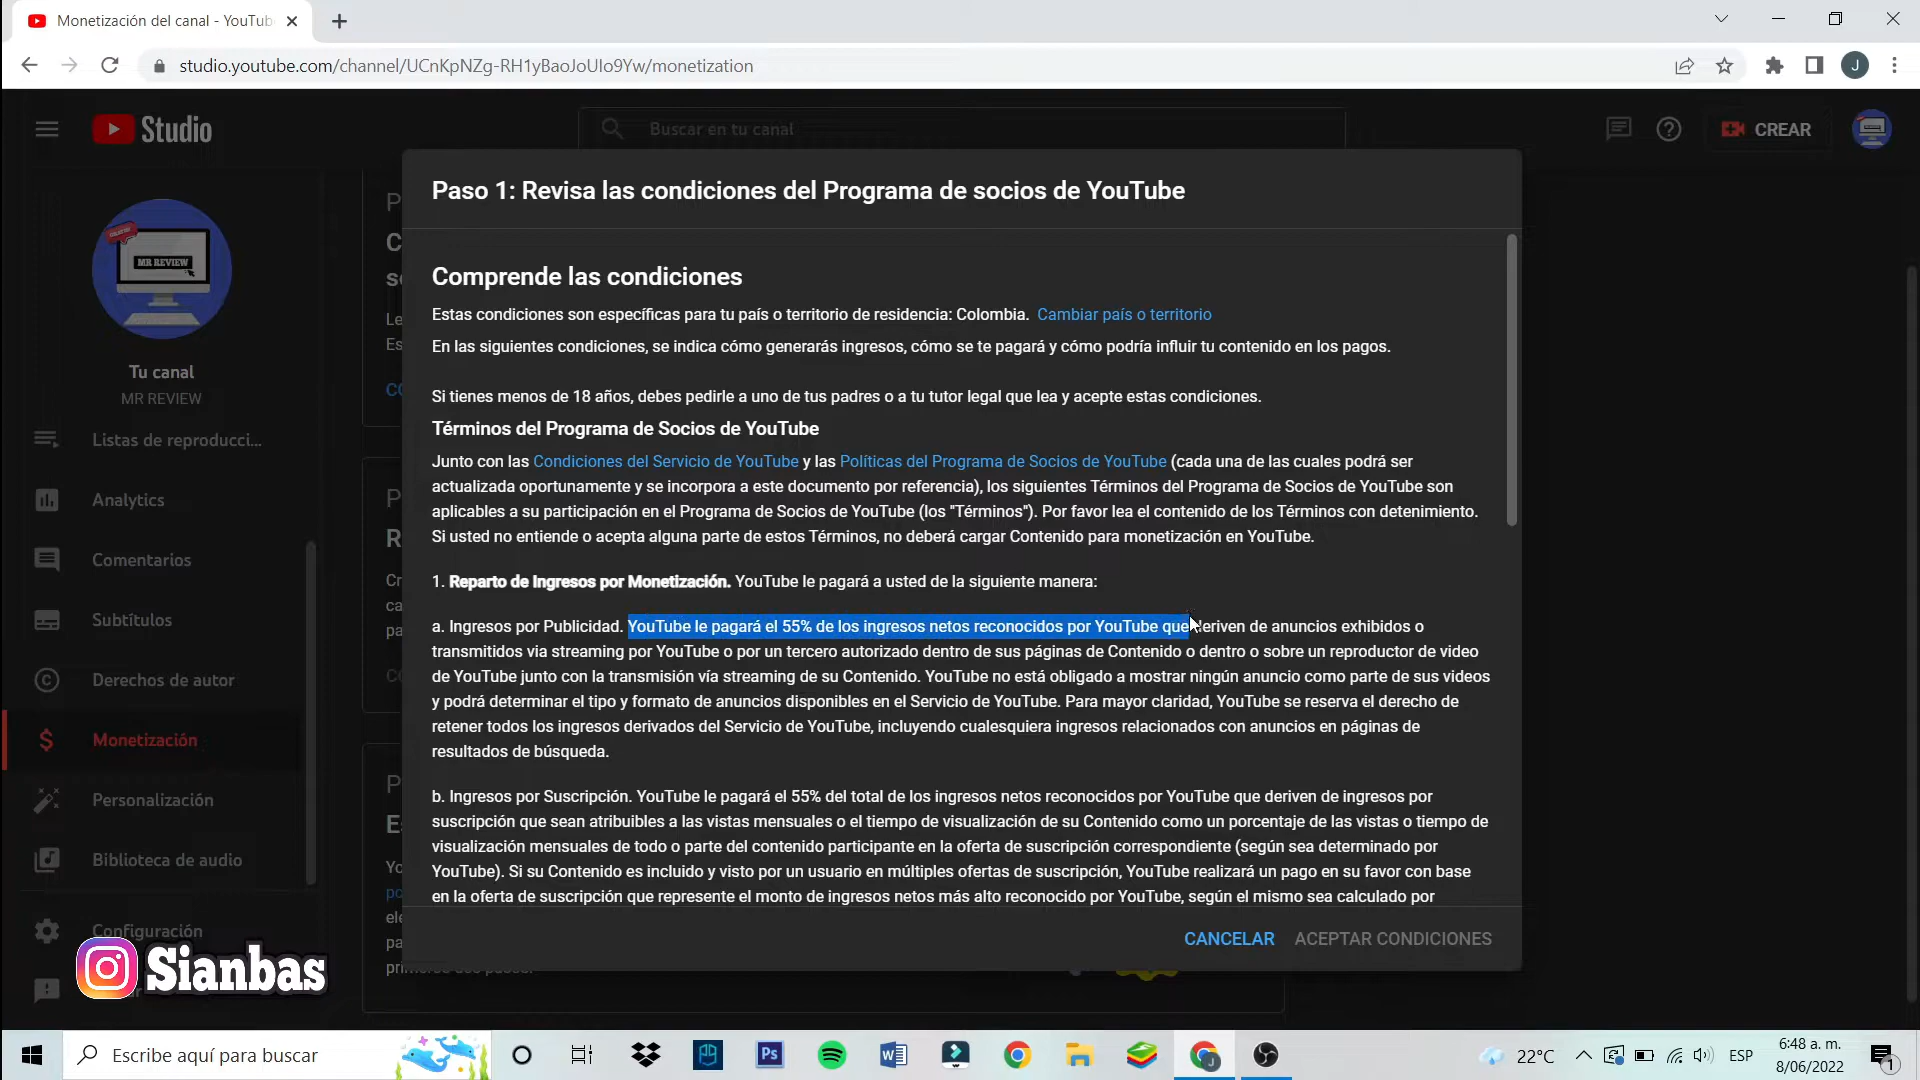 Monetización del canal - YouTub
studio.youtube.com/channel/UCnKpNZg-RH1yBaoJoUIo9Yw/monetization
J
Studio
Buscar en tu canal
CREAR
Paso 1: Revisa las condiciones del Programa de socios de YouTube
MR REVIEW
Tu canal
MR REVIEW
Listas de reproducci...
Analytics
Comentarios
Subtítulos
Derechos de autor
Monetización
Personalización
Biblioteca de audio
Configuración
Comprende las condiciones
Estas condiciones son específicas para tu país o territorio de residencia: Colombia. Cambiar país o territorio
En las siguientes condiciones, se indica cómo generarás ingresos, cómo se te pagará y cómo podría influir tu contenido en los pagos.
Si tienes menos de 18 años, debes pedirle a uno de tus padres o a tu tutor legal que lea y acepte estas condiciones.
Términos del Programa de Socios de YouTube
Junto con las Condiciones del Servicio de YouTube y las Políticas del Programa de Socios de YouTube (cada una de las cuales podrá ser
actualizada oportunamente y se incorpora a este documento por referencia), los siguientes Términos del Programa de Socios de YouTube son
aplicables a su participación en el Programa de Socios de YouTube (los "Términos"). Por favor lea el contenido de los Términos con detenimiento.
Si usted no entiende o acepta alguna parte de estos Términos, no deberá cargar Contenido para monetización en YouTube.
1. Reparto de Ingresos por Monetización. YouTube le pagará a usted de la siguiente manera:
a. Ingresos por Publicidad. YouTube le pagará el 55% de los ingresos netos reconocidos por YouTube que deriven de anuncios exhibidos o
transmitidos via streaming por YouTube o por un tercero autorizado dentro de sus páginas de Contenido o dentro o sobre un reproductor de video
de YouTube junto con la transmisión vía streaming de su Contenido. YouTube no está obligado a mostrar ningún anuncio como parte de sus videos
y podrá determinar el tipo y formato de anuncios disponibles en el Servicio de YouTube. Para mayor claridad, YouTube se reserva el derecho de
retener todos los ingresos derivados del Servicio de YouTube, incluyendo cualesquiera ingresos relacionados con anuncios en páginas de
resultados de búsqueda.
b. Ingresos por Suscripción. YouTube le pagará el 55% del total de los ingresos netos reconocidos por YouTube que deriven de ingresos por
suscripción que sean atribuibles a las vistas mensuales o el tiempo de visualización de su Contenido como un porcentaje de las vistas o tiempo de
visualización mensuales de todo o parte del contenido participante en la oferta de suscripción correspondiente (según sea determinado por
YouTube). Si su Contenido es incluido y visto por un usuario en múltiples ofertas de suscripción, YouTube realizará un pago en su favor con base
en la oferta de suscripción que represente el monto de ingresos netos más alto reconocido por YouTube, según el mismo sea calculado por
CANCELAR ACEPTAR CONDICIONES
Sianbas
Escribe aquí para buscar
22°C
ESP
6:48 a. m.
8/06/2022
1